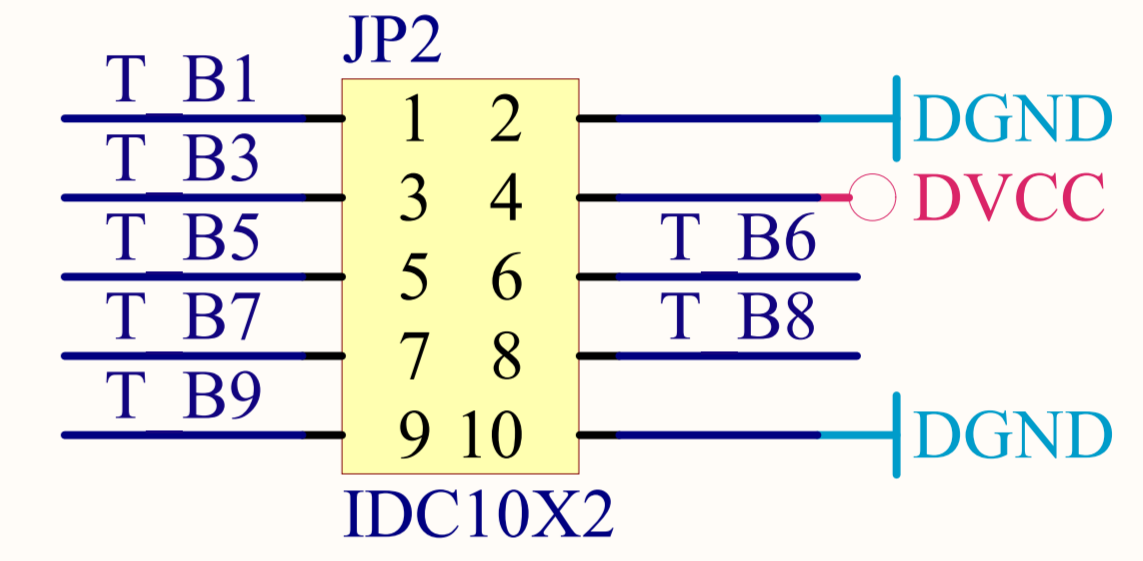 JP2
T_B1 1 2 DGND
T_B3 3 4 DVCC
T_B5 5 6 T_B6
T_B7 7 8 T_B8
T_B9 9 10 DGND
IDC10X2